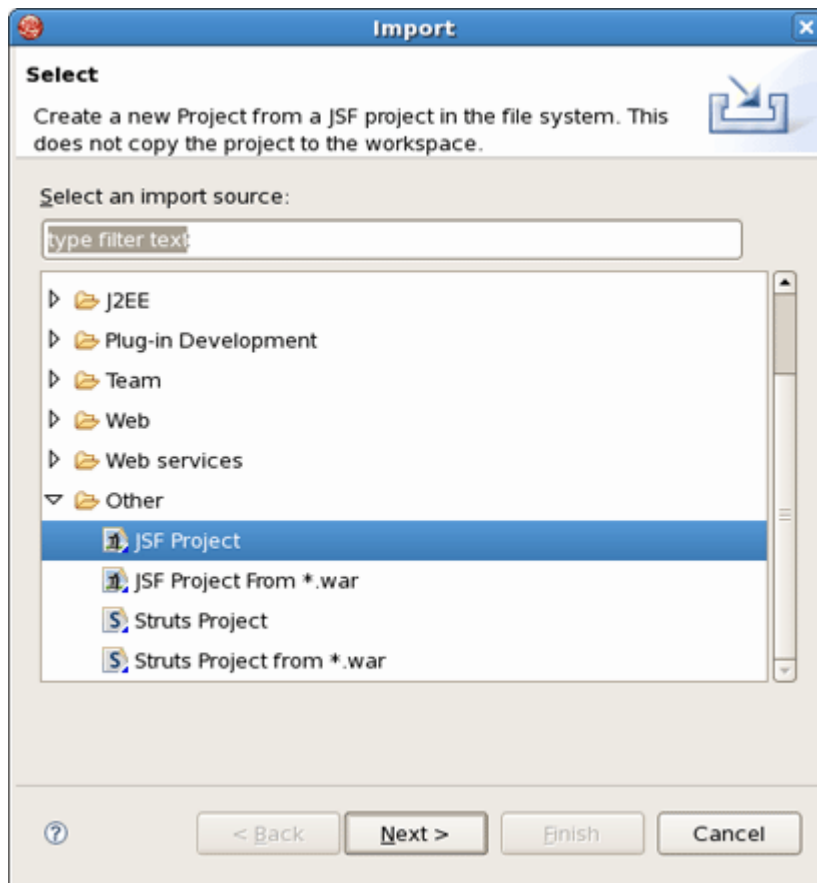 Import
Select
Create a new Project from a JSF project in the file system. This
does not copy the project to the workspace.
Select an import source:
type filter text
J2EE
Plug-in Development
Team
Web
Web services
Other
JSF Project
JSF Project From *.war
Struts Project
Struts Project from *.war
< Back Next > Finish Cancel